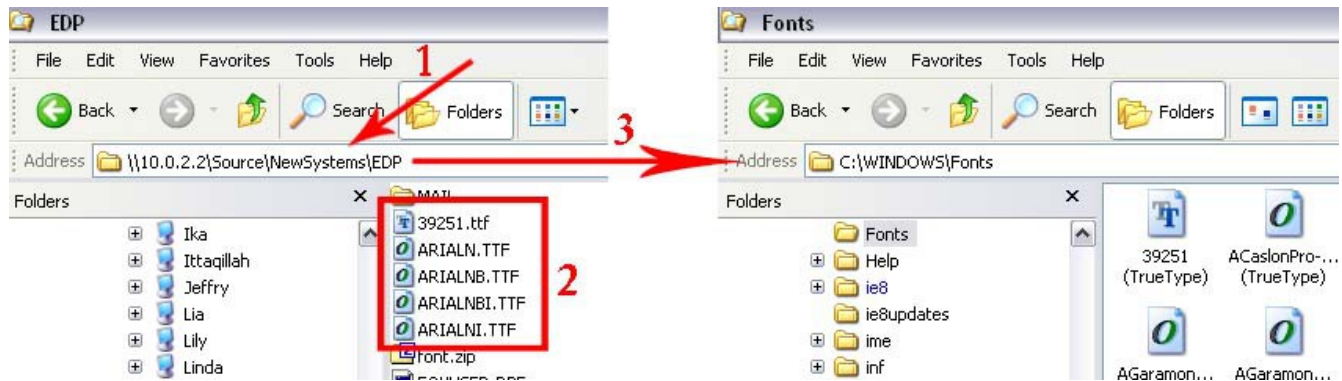 EDP
File Edit View Favorites Tools Help
1
Back Search Folders
Address \\10.0.2.2\Source\NewSystems\EDP
Folders
Ika
Ittaqillah
Jeffry
Lia
Lily
Linda
MAIL
39251.ttf
ARIALN.TTF
ARIALNB.TTF
ARIALNBI.TTF
ARIALNI.TTF
font.zip
2
3
Fonts
File Edit View Favorites Tools Help
Back Search Folders
Address C:\WINDOWS\Fonts
Folders
Fonts
Help
ie8
ie8updates
ime
inf
39251
(TrueType)
ACaslonPro-...
(TrueType)
AGaramon...
AGaramon...